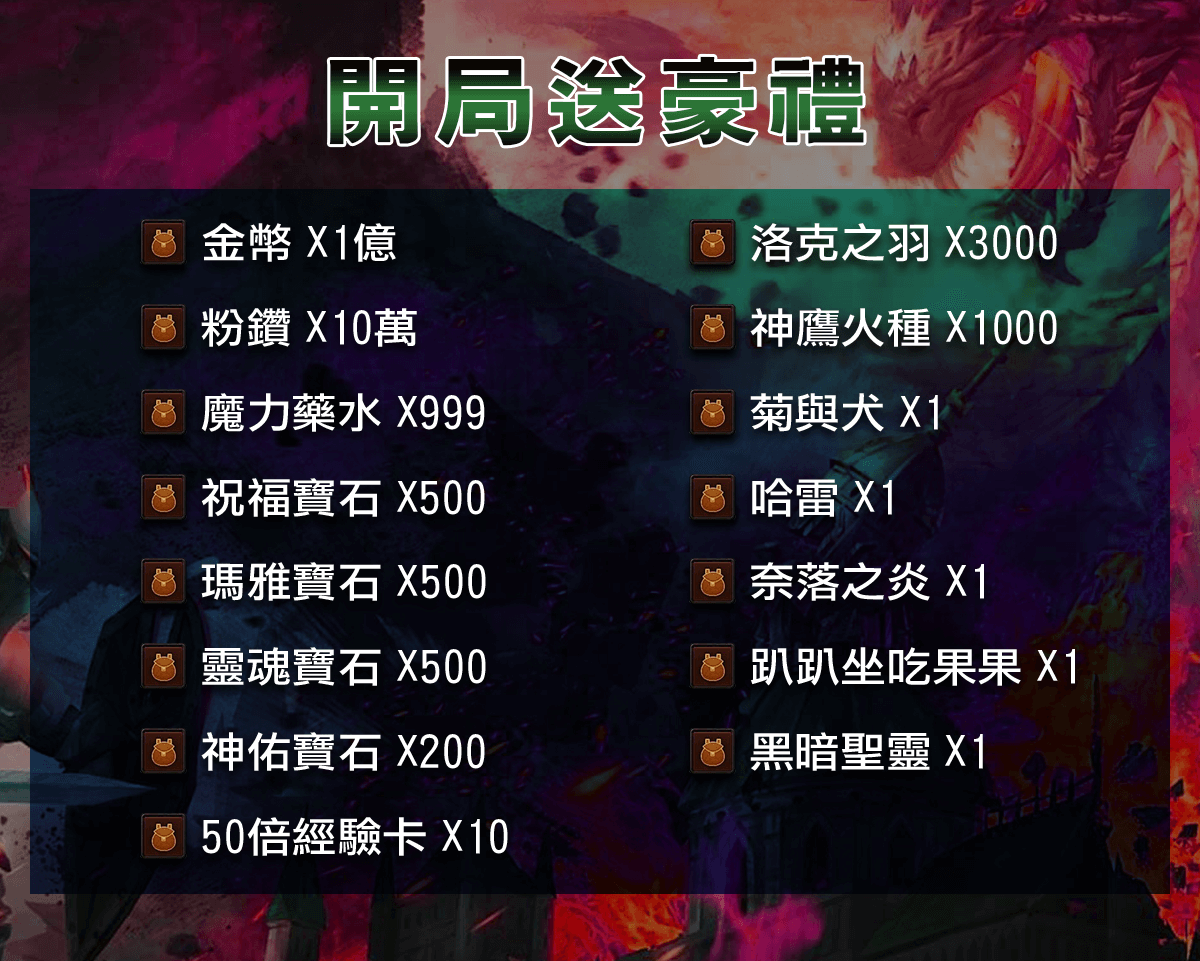 開局送豪禮
金幣 X1億
粉鑽 X10萬
魔力藥水 X999
祝福寶石 X500
瑪雅寶石 X500
靈魂寶石 X500
神佑寶石 X200
50倍經驗卡 X10
洛克之羽 X3000
神鷹火種 X1000
菊與犬 X1
哈雷 X1
奈落之炎 X1
趴趴坐吃果果 X1
黑暗聖靈 X1